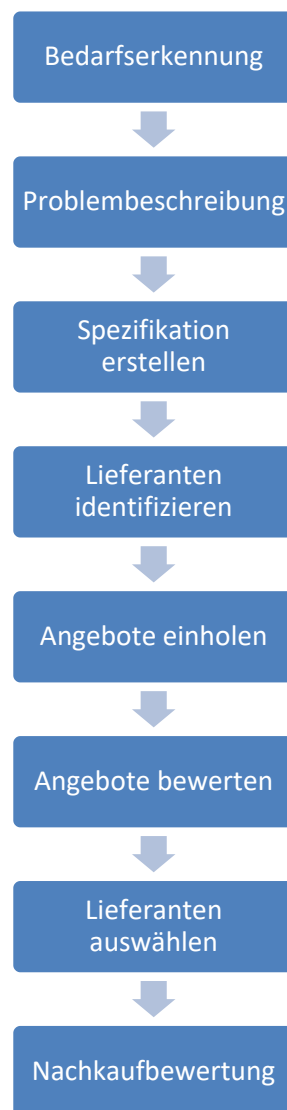 Bedarfserkennung
Problembeschreibung
Spezifikation
erstellen
Lieferanten
identifizieren
Angebote einholen
Angebote bewerten
Lieferanten
auswählen
Nachkaufbewertung